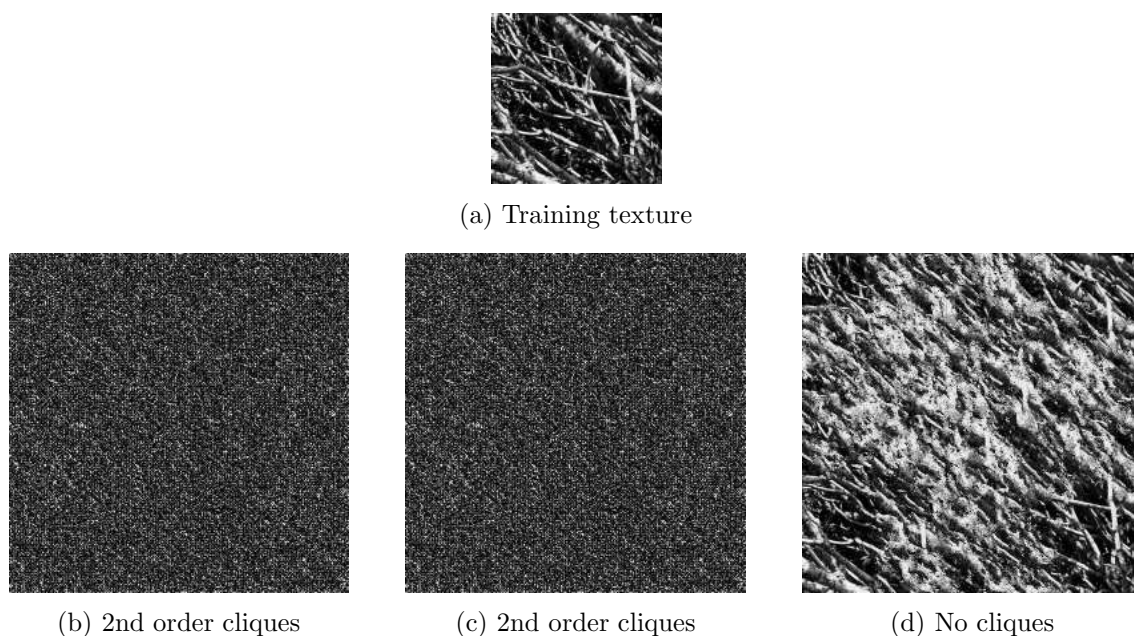 (a) Training texture
(b) 2nd order cliques
(c) 2nd order cliques
(d) No cliques